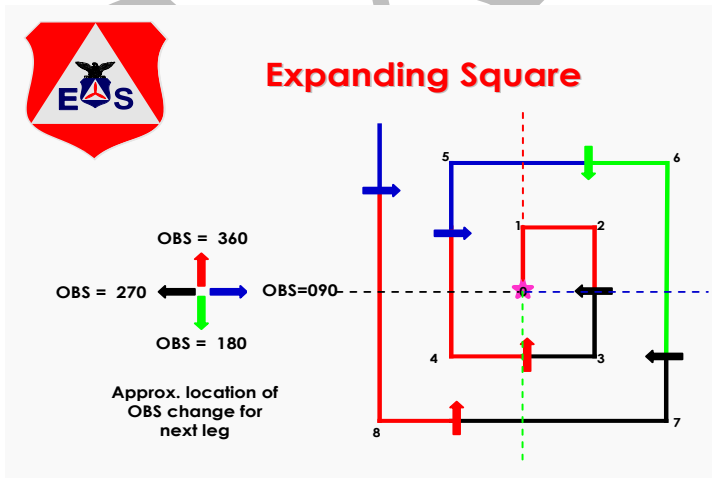 E S
Expanding Square
5
6
1
2
OBS = 360
OBS = 270
OBS=090
0
OBS = 180
4
3
Approx. location of
OBS change for
next leg
8
7